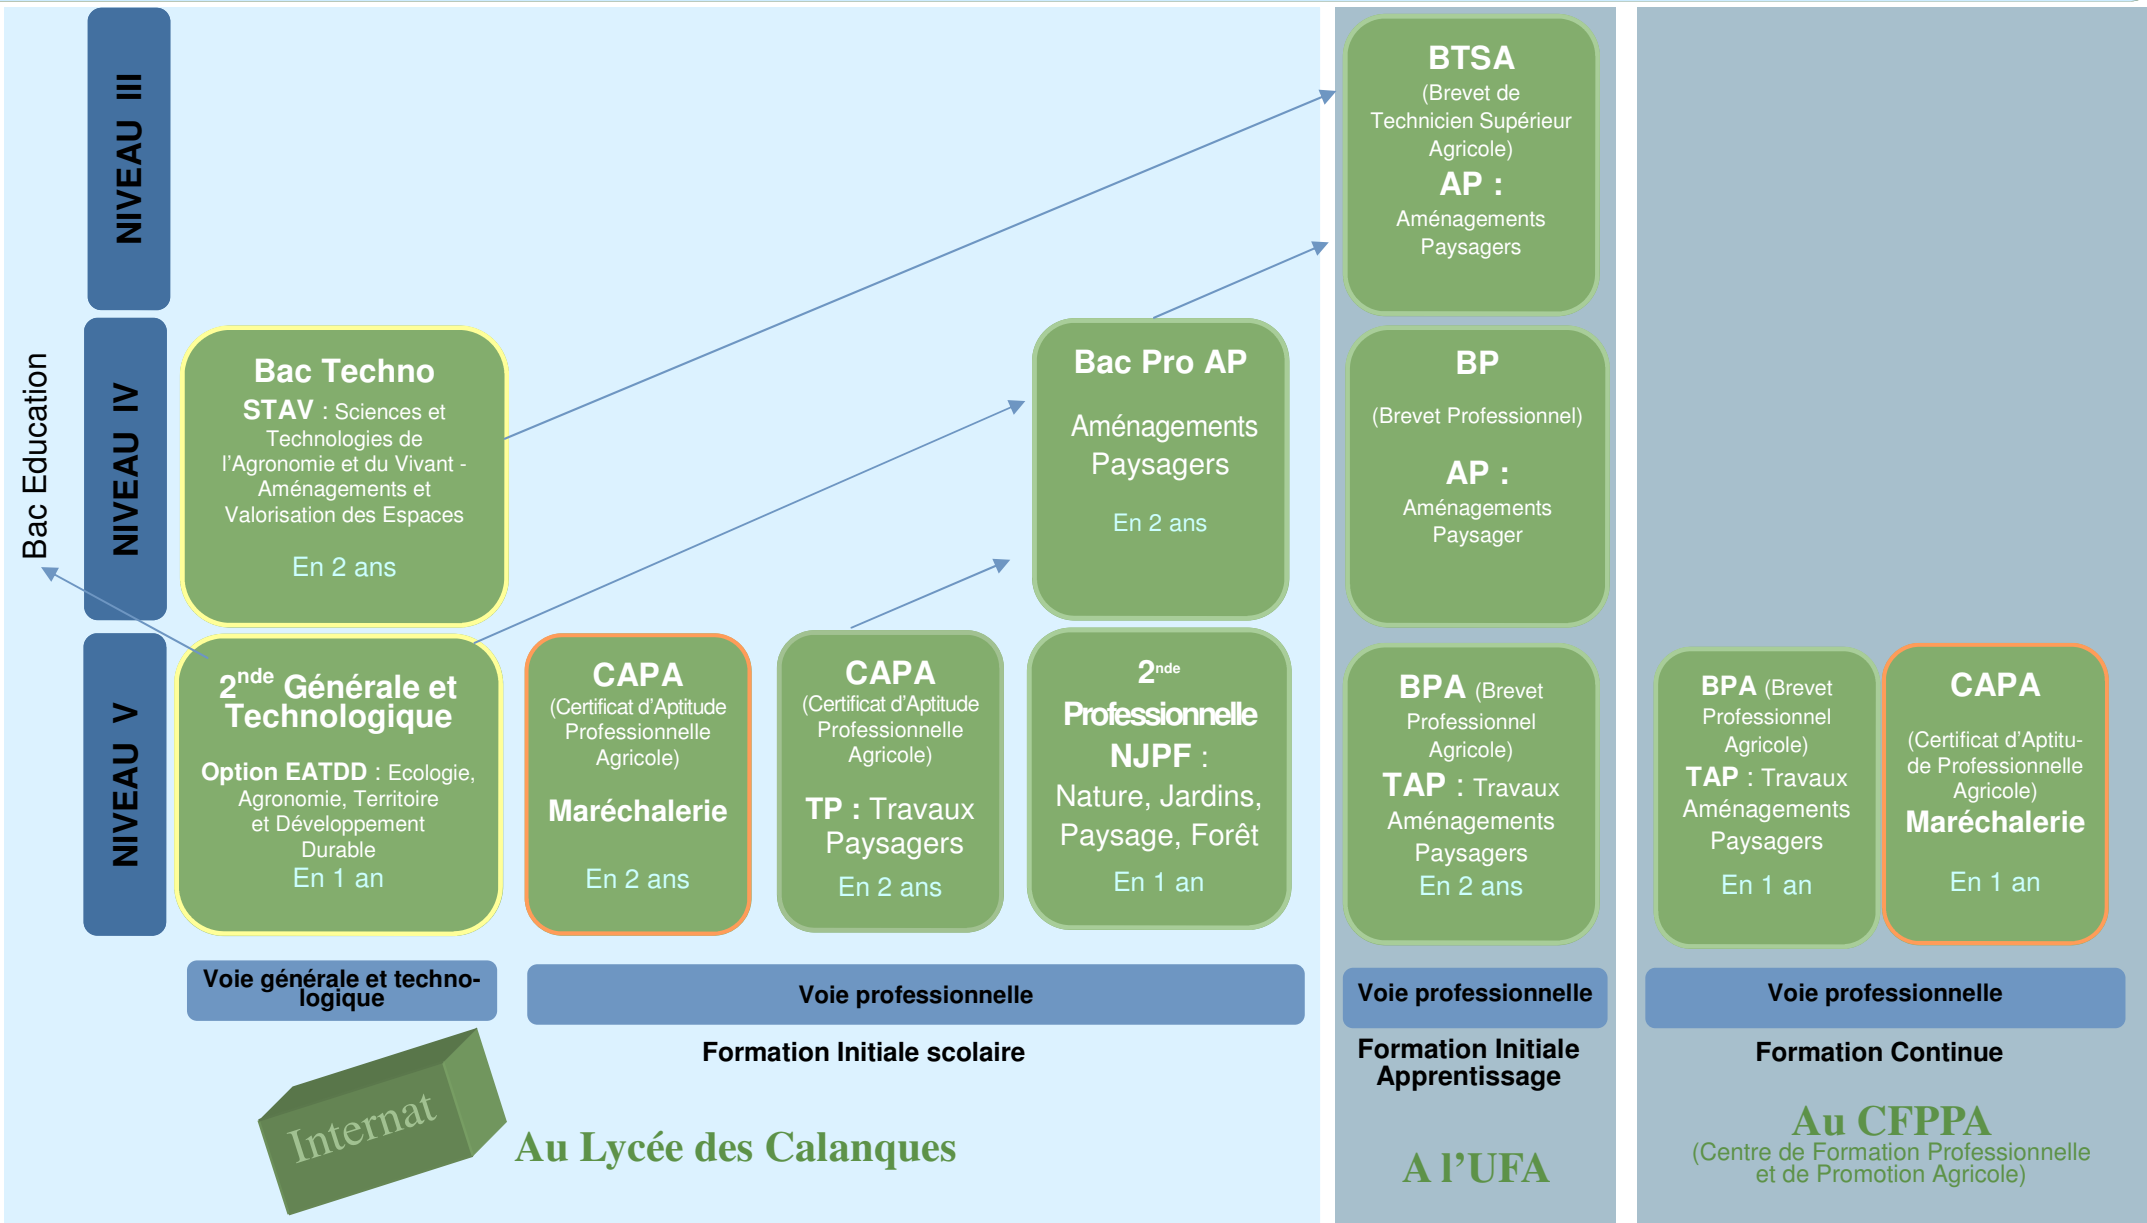 NIVEAU III
BTSA
(Brevet de
Technicien Supérieur
Agricole)
AP :
Aménagements
Paysagers
Bac Education
NIVEAU IV
Bac Techno
STAV : Sciences et
Technologies de
l'Agronomie et du Vivant -
Aménagements et
Valorisation des Espaces
En 2 ans
Bac Pro AP
Aménagements
Paysagers
En 2 ans
BP
(Brevet Professionnel)
AP :
Aménagements
Paysager
NIVEAU V
2nde Générale et
Technologique
Option EATDD : Ecologie,
Agronomie, Territoire
et Développement
Durable
En 1 an
CAPA
(Certificat d'Aptitude
Professionnelle
Agricole)
Maréchalerie
En 2 ans
CAPA
(Certificat d'Aptitude
Professionnelle
Agricole)
TP : Travaux
Paysagers
En 2 ans
2nde
Professionnelle
NJPF :
Nature, Jardins,
Paysage, Forêt
En 1 an
BPA (Brevet
Professionnel
Agricole)
TAP : Travaux
Aménagements
Paysagers
En 2 ans
BPA (Brevet
Professionnel
Agricole)
TAP : Travaux
Aménagements
Paysagers
En 1 an
CAPA
(Certificat d'Aptitu-
de Professionnelle
Agricole)
Maréchalerie
En 1 an
Voie générale et techno-
logique
Voie professionnelle
Voie professionnelle
Voie professionnelle
Formation Initiale scolaire
Formation Initiale
Apprentissage
Formation Continue
Internat
Au Lycée des Calanques
A l'UFA
Au CFPPA
(Centre de Formation Professionnelle
et de Promotion Agricole)